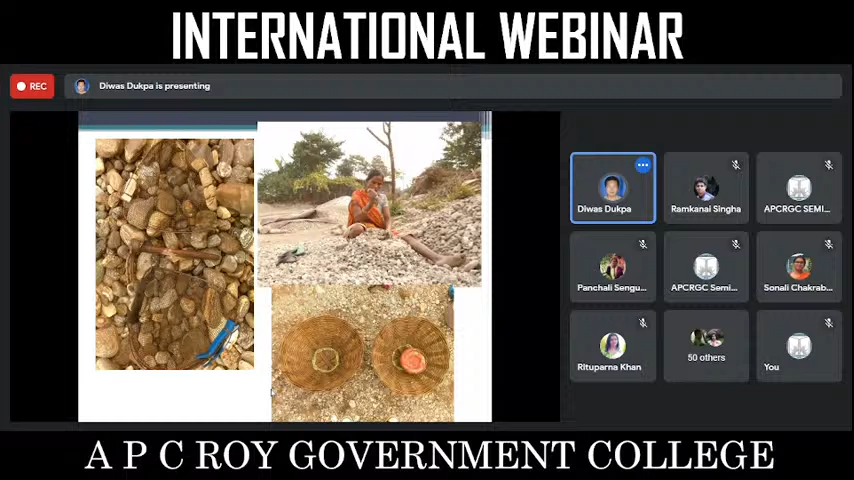 INTERNATIONAL WEBINAR
REC
Diwas Dukpa is presenting
Diwas Dukpa
Ramkanai Singha
APCRGC SEMI...
Panchali Sengu...
APCRGC Semi...
Sonali Chakrab...
Rituparna Khan
50 others
You
A P C ROY GOVERNMENT COLLEGE